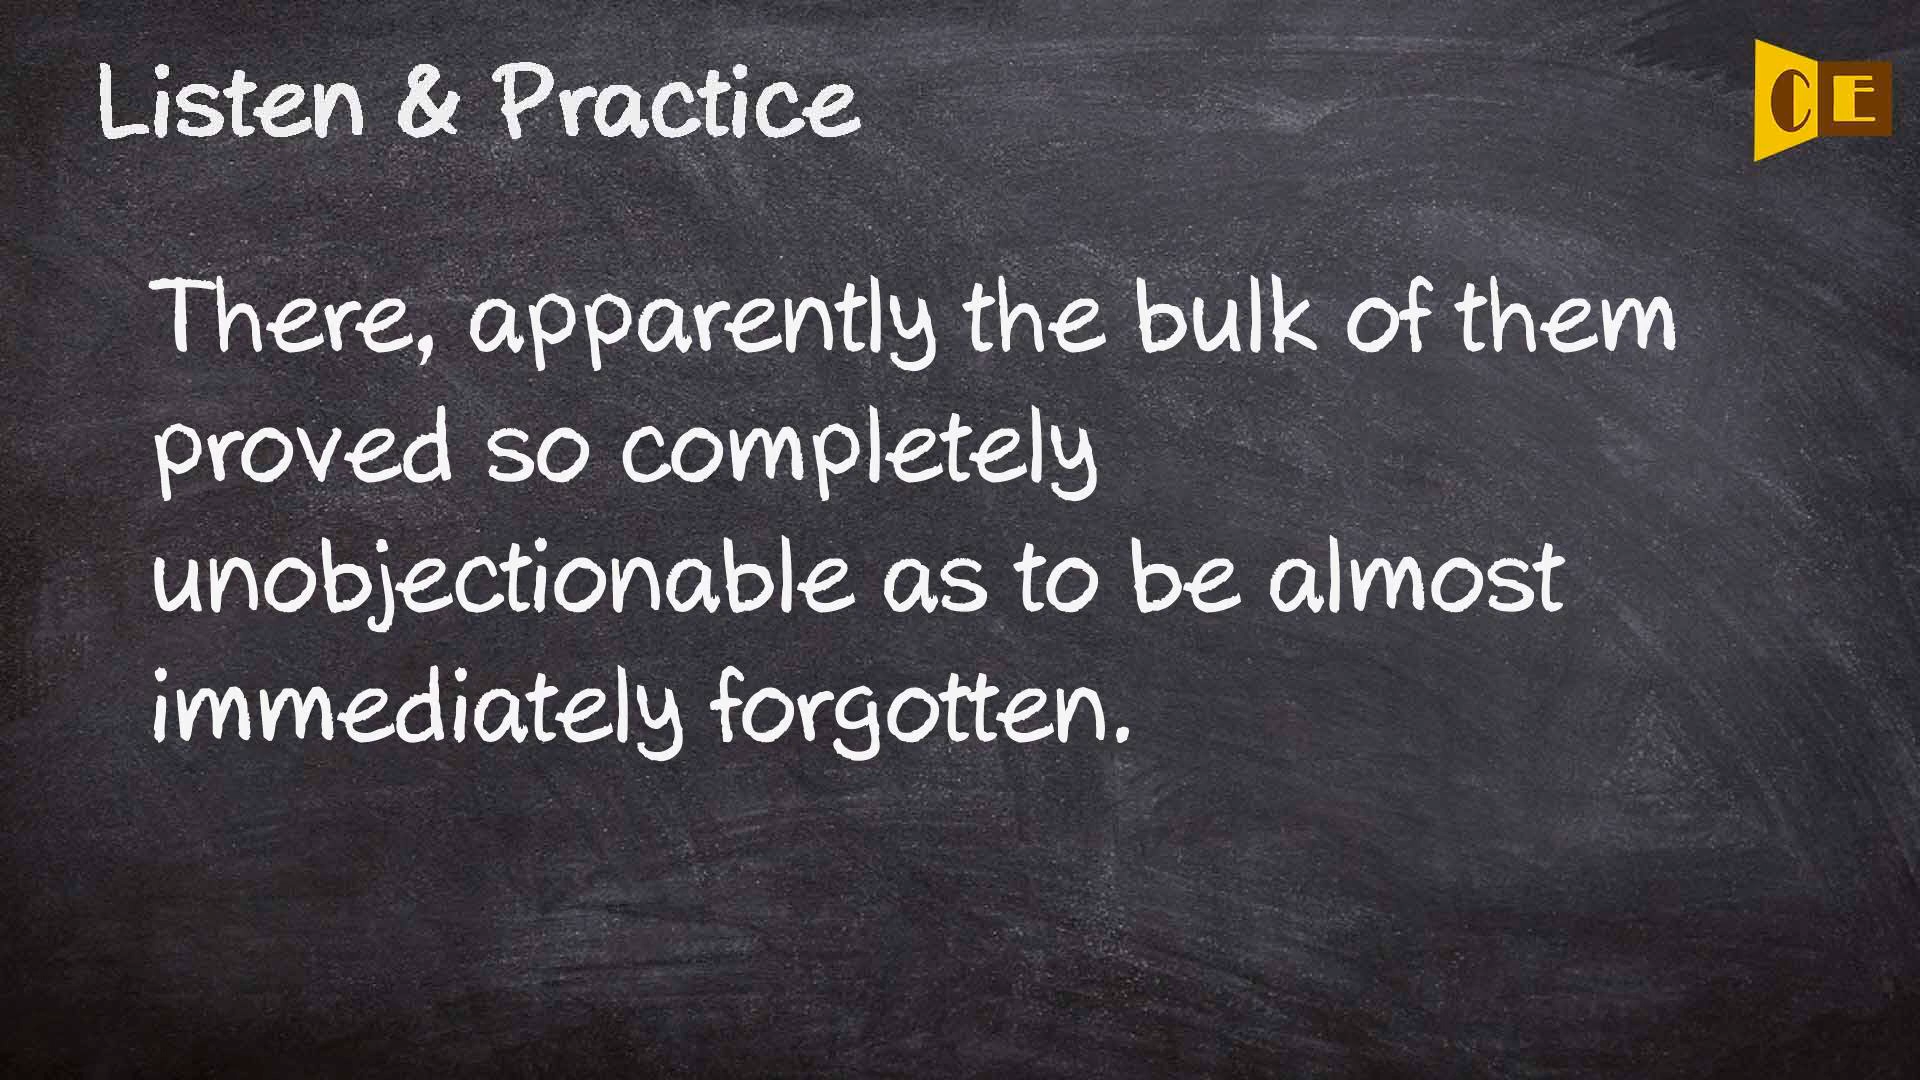 Listen & Practice
CE
There, apparently the bulk of them
proved so completely
unobjectionable as to be almost
immediately forgotten.